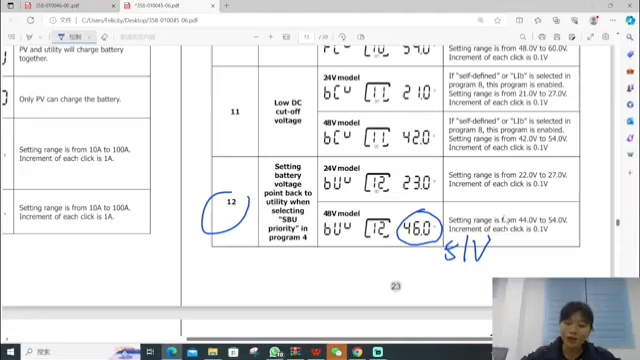 358-010046-00.pdf
*358-010045-06.pdf
C:/Users/Felicity/Desktop/358-010045-06.pdf
绘制
11
PV and utility will charge battery together.
Only PV can charge the battery.
Setting range is from 10A to 100A.
Increment of each click is 1A.
Setting range is from 10A to 100A.
Increment of each click is 1A.
Setting range is from 48.0V to 60.0V
Increment of each click is 0.1V
11
Low DC
cut-off
voltage
24V model
bCu 11 21.0
If "self-defined" or "LIb" is selected in
program 8, this program is enabled.
Setting range is from 21.0V to 27.0V.
Increment of each click is 0.1V
48V model
bCu 11 42.0
If "self-defined" or "LIb" is selected in
program 8, this program is enabled.
Setting range is from 42.0V to 54.0V
Increment of each click is 0.1V
12
Setting
battery
voltage
point back to
utility when
selecting
"SBU
priority" in
program 4
24V model
bUu 12 23.0
Setting range is from 22.0V to 27.0V.
Increment of each click is 0.1V
48V model
bUu 12 46.0
Setting range is from 44.0V to 54.0V.
Increment of each click is 0.1V
51V
23
搜索